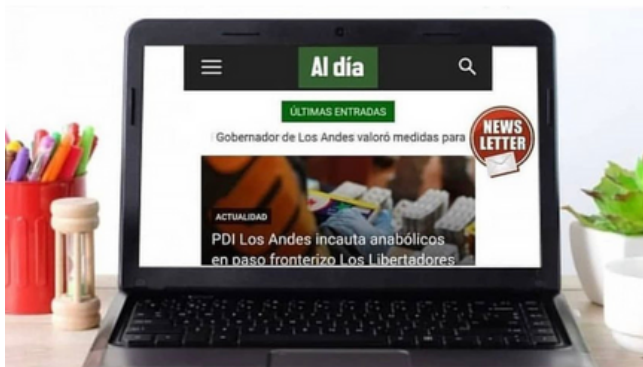 Al día
ÚLTIMAS ENTRADAS
Gobernador de Los Andes valoró medidas para
NEWS
LETTER
ACTUALIDAD
PDI Los Andes incauta anabólicos
en paso fronterizo Los Libertadores